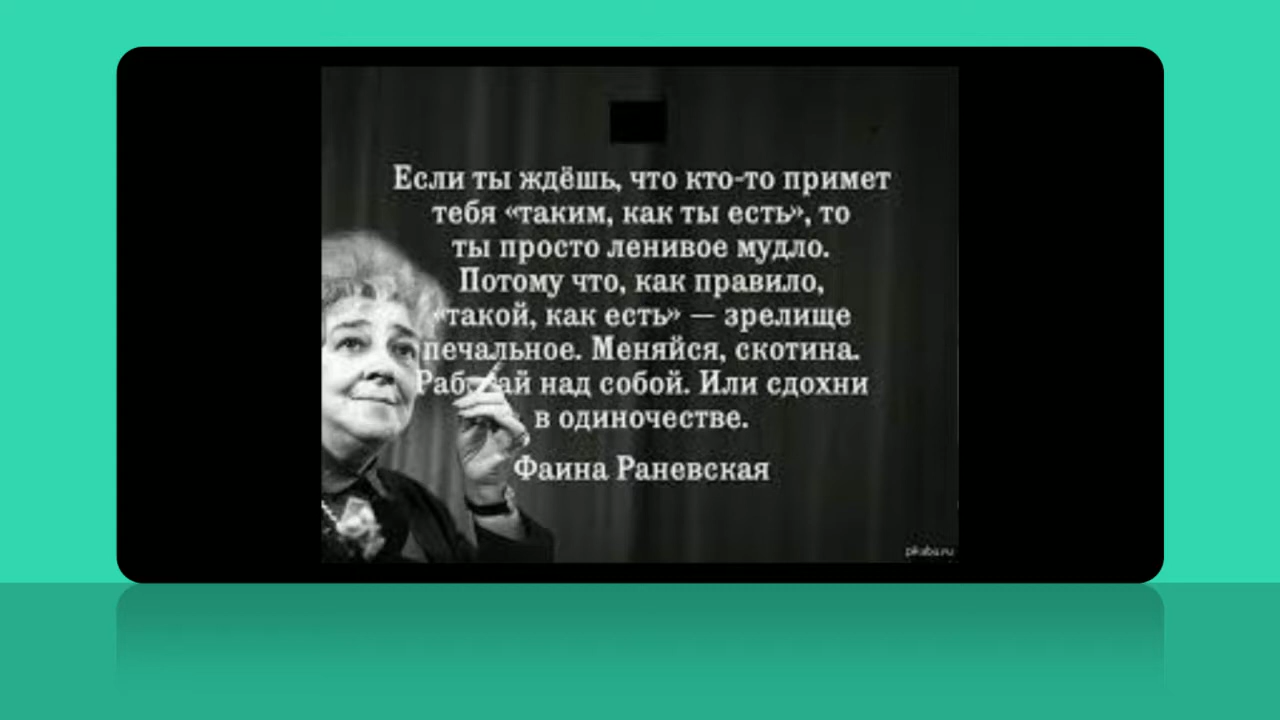 Если ты ждёшь, что кто-то примет
тебя «таким, как ты есть», то
ты просто ленивое мудло.
Потому что, как правило,
«такой, как есть» — зрелище
печальное. Меняйся, скотина.
Работай над собой. Или сдохни
в одиночестве.
Фаина Раневская
pikabu.ru